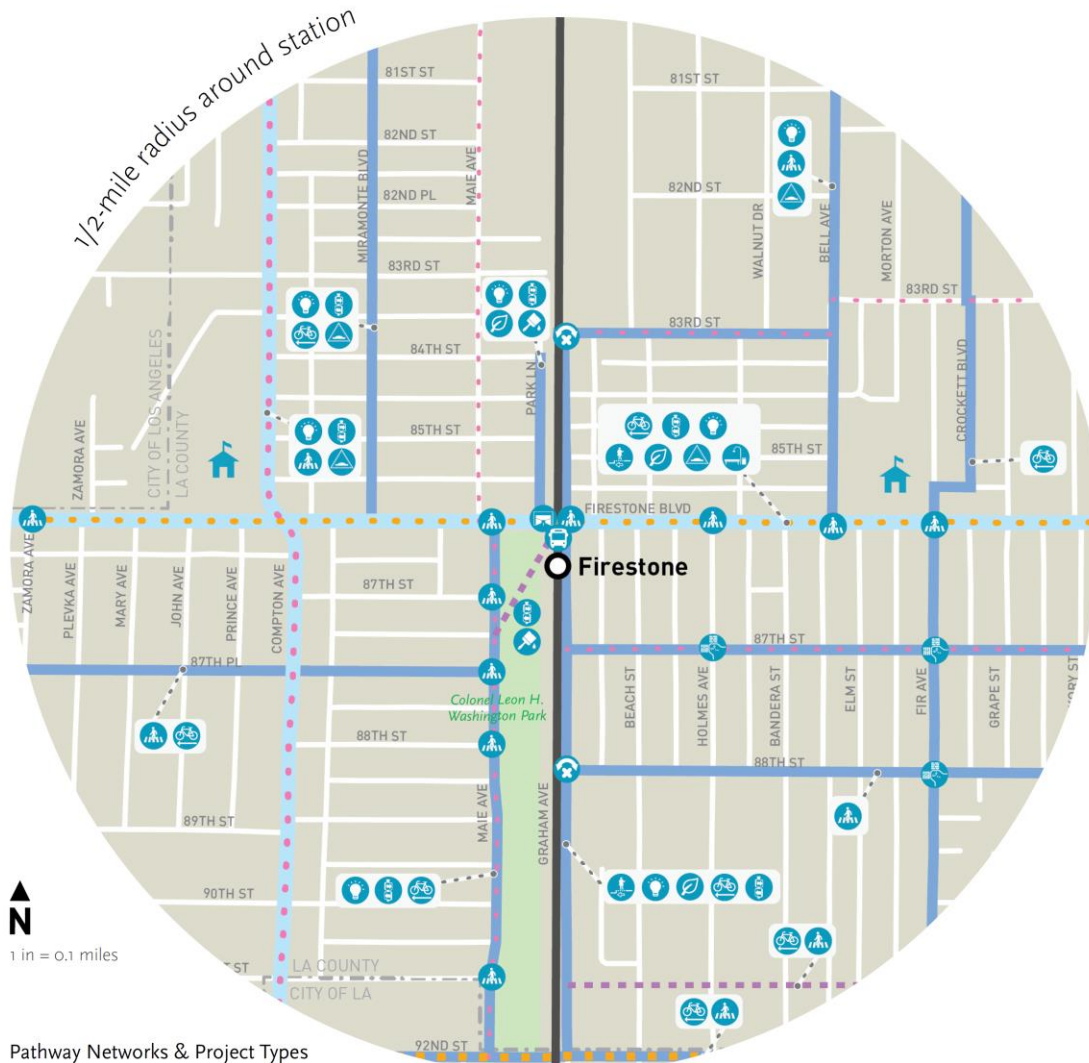 1/2-mile radius around station
81ST ST
81ST ST
82ND ST
MIRAMONTE BLVD
MAIE AVE
82ND PL
82ND ST
WALNUT DR
BELL AVE
MORTON AVE
83RD ST
83RD ST
83RD ST
84TH ST
PARK LN
CROCKETT BLVD
CITY OF LOS ANGELES
LA COUNTY
ZAMORA AVE
85TH ST
85TH ST
FIRESTONE BLVD
Firestone
ZAMORA AVE
PLEVKA AVE
MARY AVE
JOHN AVE
PRINCE AVE
COMPTON AVE
87TH ST
87TH ST
87TH PL
Colonel Leon H.
Washington Park
BEACH ST
HOLMES AVE
BANDERA ST
ELM ST
FIR AVE
GRAPE ST
88TH ST
88TH ST
89TH ST
MAIE AVE
GRAHAM AVE
90TH ST
N
1 in = 0.1 miles
ST
LA COUNTY
CITY OF LA
92ND ST
Pathway Networks & Project Types